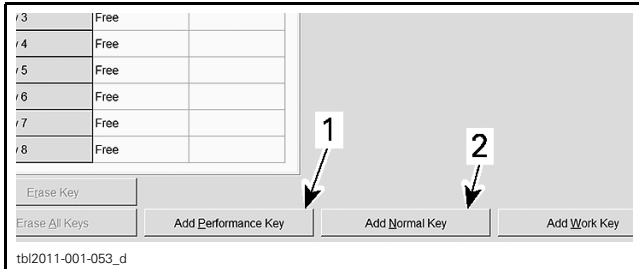 y 3 Free
y 4 Free
y 5 Free
y 6 Free
y 7 Free
y 8 Free
1
2
Erase Key
Erase All Keys Add Performance Key Add Normal Key Add Work Key
tbl2011-001-053_d